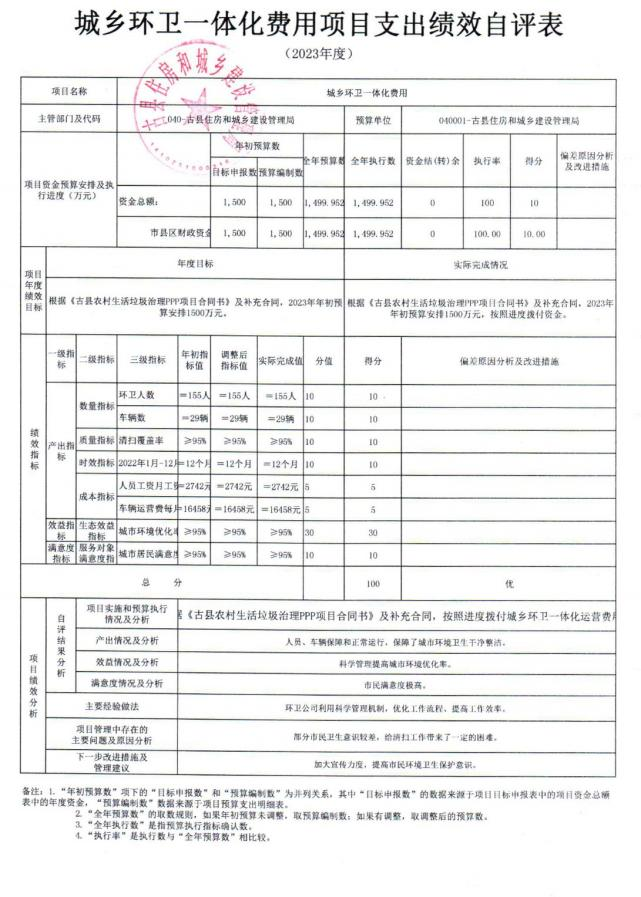 城乡环卫一体化费用项目支出绩效自评表
（2023年度）
项目名称 城乡环卫一体化费用
主管部门及代码 040-古县住房和城乡建设管理局 预算单位 040001-古县住房和城乡建设管理局
项目资金预算安排及执行进度（万元） 年初预算数 全年预算数 全年执行数 资金结(转)余 执行率 得分 偏差原因分析及改进措施
目标申报数 预算编制数
资金总额： 1,500 1,500 1,499.952 1,499.952 0 100 10
市县区财政资金 1,500 1,500 1,499.952 1,499.952 0 100.00 10.00
项目年度绩效目标 年度目标 实际完成情况
根据《古县农村生活垃圾治理PPP项目合同书》及补充合同，2023年年初预算安排1500万元。 根据《古县农村生活垃圾治理PPP项目合同书》及补充合同，2023年年初预算安排1500万元，按照进度拨付资金。
绩效指标 一级指标 二级指标 三级指标 年初指标值 调整后指标值 实际完成值 分值 得分 偏差原因分析及改进措施
产出指标 数量指标 环卫人数 ＝155人 ＝155人 ＝155人 10 10
车辆数 ＝29辆 ＝29辆 ＝29辆 10 10
质量指标 清扫覆盖率 ≥95% ≥95% ≥95% 10 10
时效指标 2022年1月-12月 ＝12个月 ＝12个月 ＝12个月 10 10
成本指标 人员工资月工资 ＝2742元 ＝2742元 ＝2742元 5 5
车辆运营费每月 ＝16458元 ＝16458元 ＝16458元 5 5
效益指标 生态效益指标 城市环境优化率 ≥95% ≥95% ≥95% 30 30
满意度指标 服务对象满意度指 城市居民满意度 ≥95% ≥95% ≥95% 10 10
总 分 100 优
项目绩效分析 自评结果分析 项目实施和预算执行情况及分析 《古县农村生活垃圾治理PPP项目合同书》及补充合同，按照进度拨付城乡环卫一体化运营费用
产出情况及分析 人员、车辆保障和正常运行，保障了城市环境卫生干净整洁。
效益情况及分析 科学管理提高城市环境优化率。
满意度情况及分析 市民满意度极高。
主要经验做法 环卫公司利用科学管理机制，优化工作流程，提高工作效率。
项目管理中存在的主要问题及原因分析 部分市民卫生意识较差，给清扫工作带来了一定的困难。
下一步改进措施及管理建议 加大宣传力度，提高市民环境卫生保护意识。
备注：1.“年初预算数”项下的“目标申报数”和“预算编制数”为并列关系，其中“目标申报数”的数据来源于项目目标申报表中的项目资金总额
表中的年度资金，“预算编制数”数据来源于项目预算支出明细表。
2.“全年预算数”的取数规则，如果年初预算未调整，取预算编制数；如果有调整，取调整后的预算数。
3.“全年执行数”是指预算执行指标确认数。
4.“执行率”是执行数与“全年预算数”相比较。